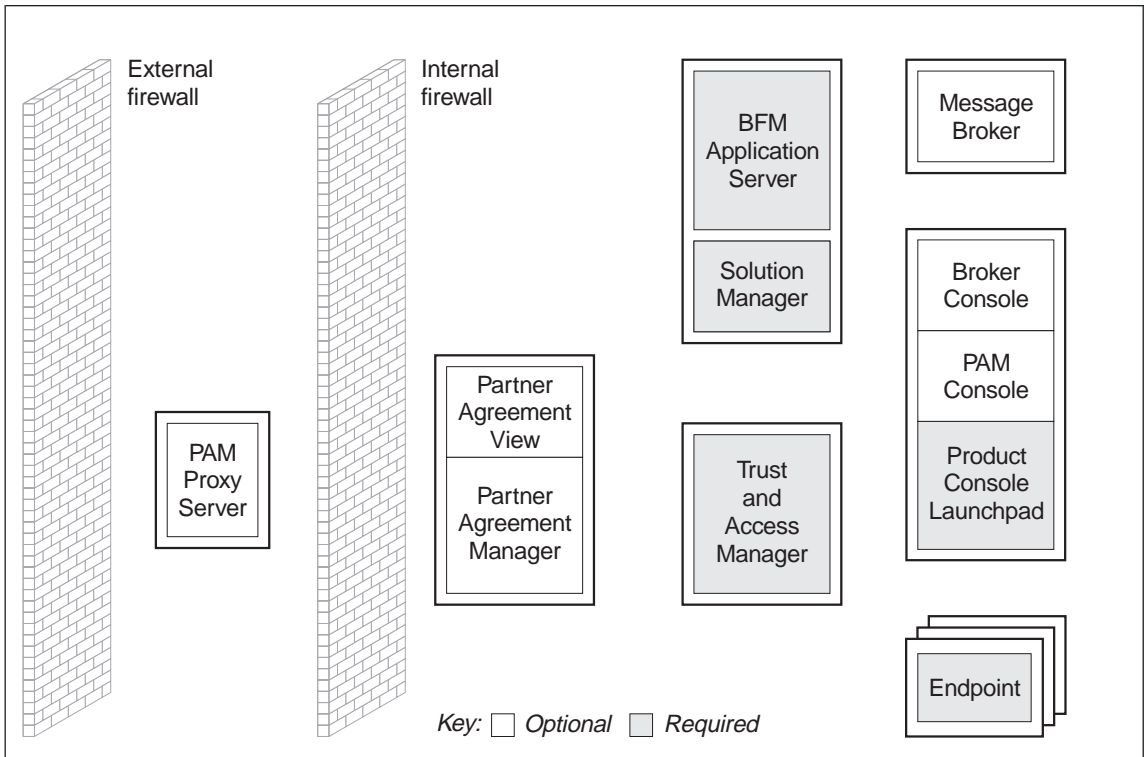 External
firewall
Internal
firewall
BFM
Application
Server
Solution
Manager
Message
Broker
Broker
Console
PAM
Console
Product
Console
Launchpad
PAM
Proxy
Server
Partner
Agreement
View
Partner
Agreement
Manager
Trust
and
Access
Manager
Endpoint
Key: Optional Required